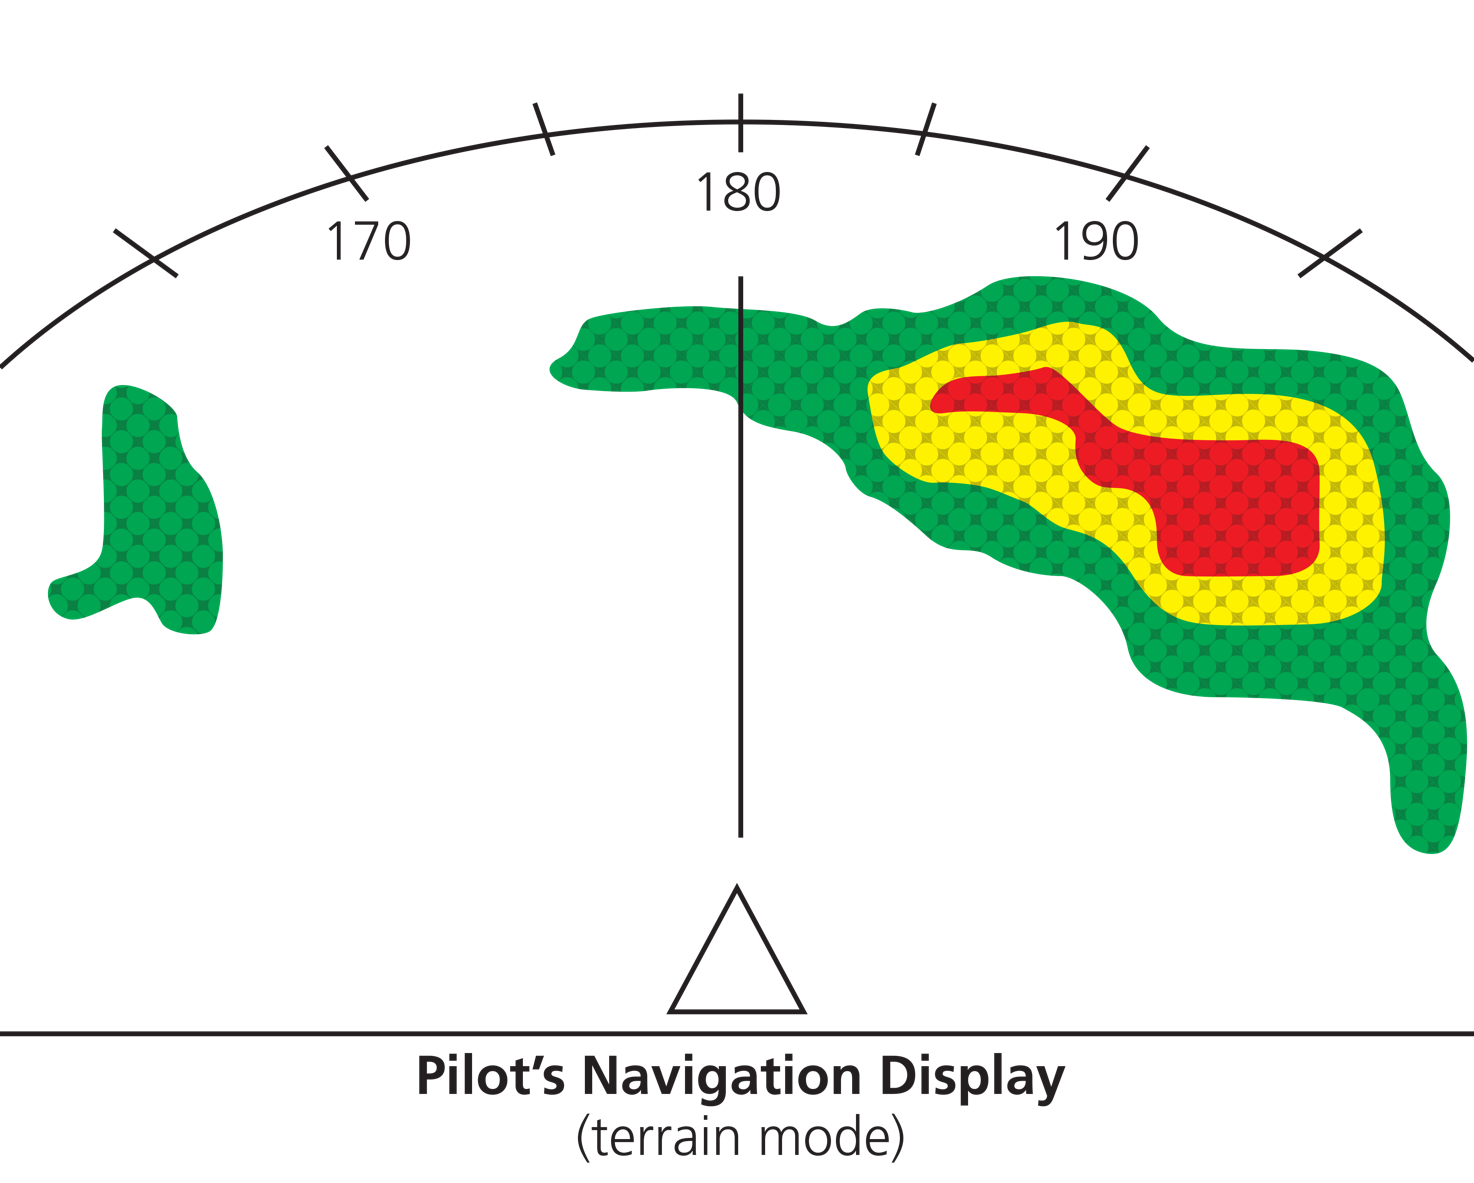 180
170
190
Pilot’s Navigation Display
(terrain mode)